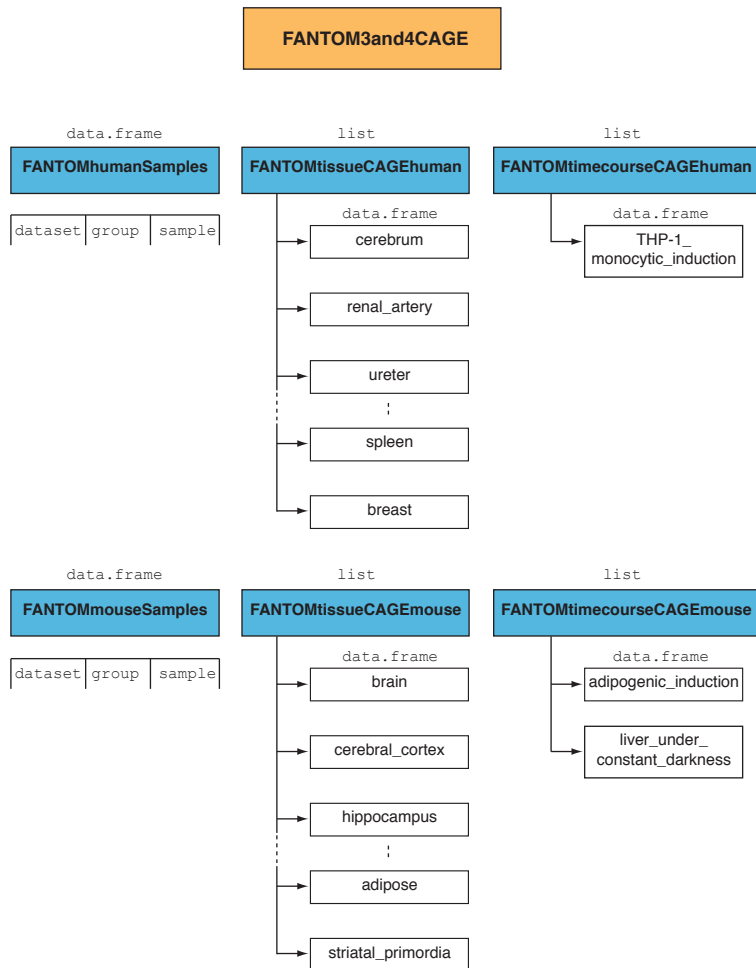 FANTOM3and4CAGE
data.frame
list
list
FANTOMhumanSamples
FANTOMtissueCAGEhuman
FANTOMtimecourseCAGEhuman
dataset group sample
data.frame
cerebrum
renal_artery
ureter
spleen
breast
data.frame
THP-1_
monocytic_induction
data.frame
list
list
FANTOMmouseSamples
FANTOMtissueCAGEmouse
FANTOMtimecourseCAGEmouse
dataset group sample
data.frame
brain
cerebral_cortex
hippocampus
adipose
striatal_primordia
data.frame
adipogenic_induction
liver_under_
constant_darkness